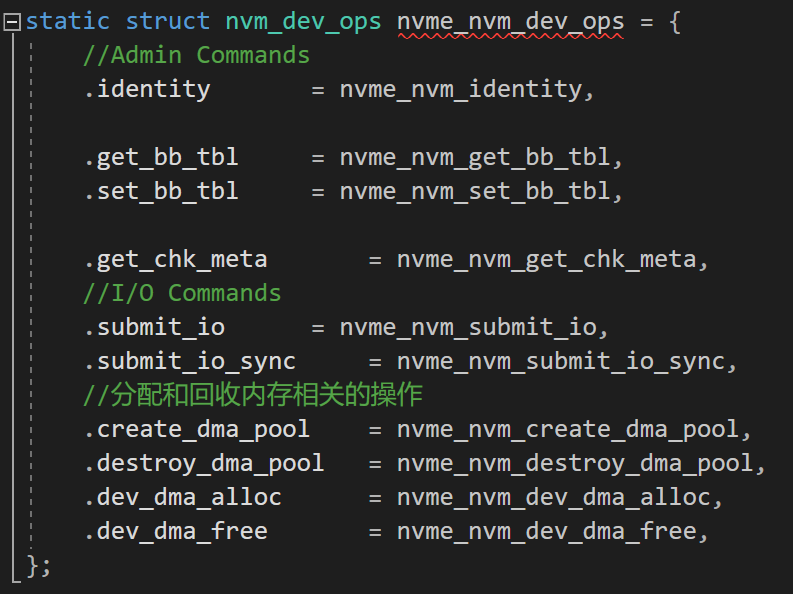 static struct nvm_dev_ops nvme_nvm_dev_ops = {
//Admin Commands
.identity = nvme_nvm_identity,
.get_bb_tbl = nvme_nvm_get_bb_tbl,
.set_bb_tbl = nvme_nvm_set_bb_tbl,
.get_chk_meta = nvme_nvm_get_chk_meta,
//I/O Commands
.submit_io = nvme_nvm_submit_io,
.submit_io_sync = nvme_nvm_submit_io_sync,
//分配和回收内存相关的操作
.create_dma_pool = nvme_nvm_create_dma_pool,
.destroy_dma_pool = nvme_nvm_destroy_dma_pool,
.dev_dma_alloc = nvme_nvm_dev_dma_alloc,
.dev_dma_free = nvme_nvm_dev_dma_free,
};